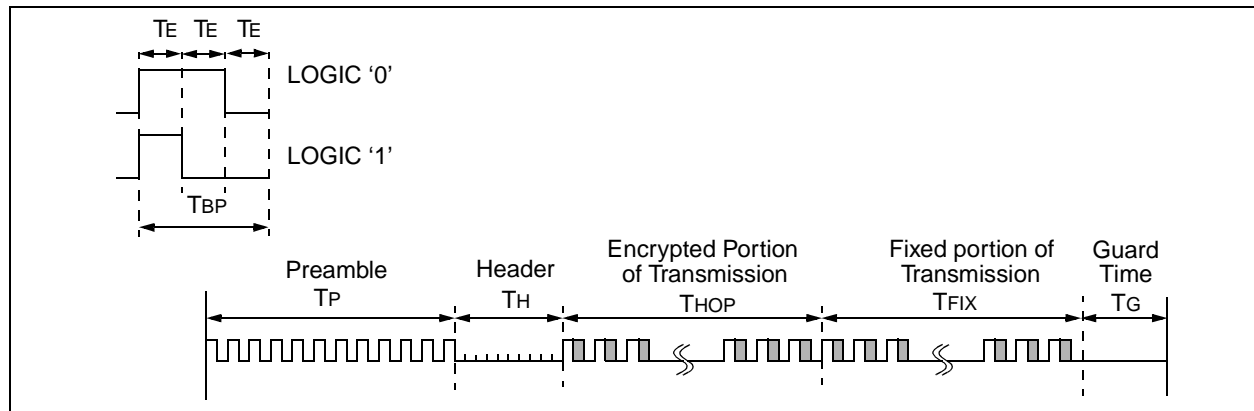 TE TE TE
LOGIC ‘0’
LOGIC ‘1’
TBP
Preamble
TP
Header
TH
Encrypted Portion
of Transmission
THOP
Fixed portion of
Transmission
TFIX
Guard
Time
TG